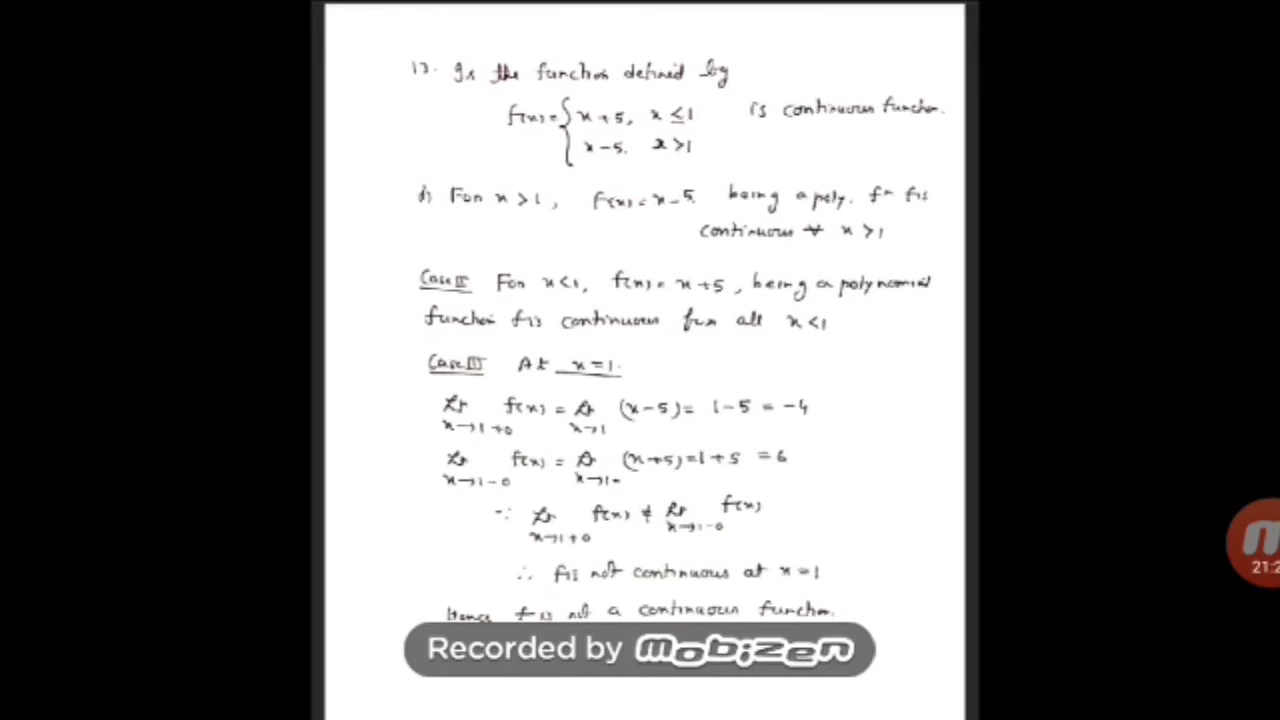 13. Is the function defined by
f(x) = { x + 5, x ≤ 1 is continuous function.
x - 5, x > 1
i) For x > 1, f(x) = x - 5 being a poly. fn f is
continuous ∀ x > 1
Case II For x < 1, f(x) = x + 5, being a polynomial
function f is continuous for all x < 1
Case III At x = 1.
Lt x→1+0 f(x) = Lt x→1 (x - 5) = 1 - 5 = -4
Lt x→1-0 f(x) = Lt x→1- (x + 5) = 1 + 5 = 6
∵ Lt x→1+0 f(x) ≠ Lt x→1-0 f(x)
∴ f is not continuous at x = 1
Hence f is not a continuous function.
Recorded by mobizen
21:2